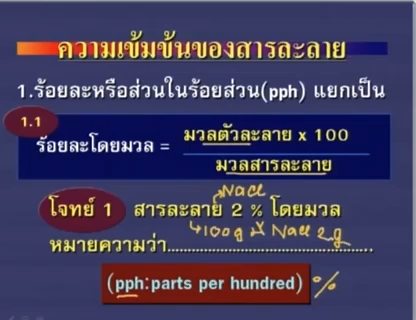 ความเข้มข้นของสารละลาย
1.ร้อยละหรือส่วนในร้อยส่วน(pph) แยกเป็น
1.1
ร้อยละโดยมวล = มวลตัวละลาย x 100
มวลสารละลาย
NaCl
โจทย์ 1 สารละลาย 2 % โดยมวล
100g มี NaCl 2 g
หมายความว่า........................................
(pph:parts per hundred) %